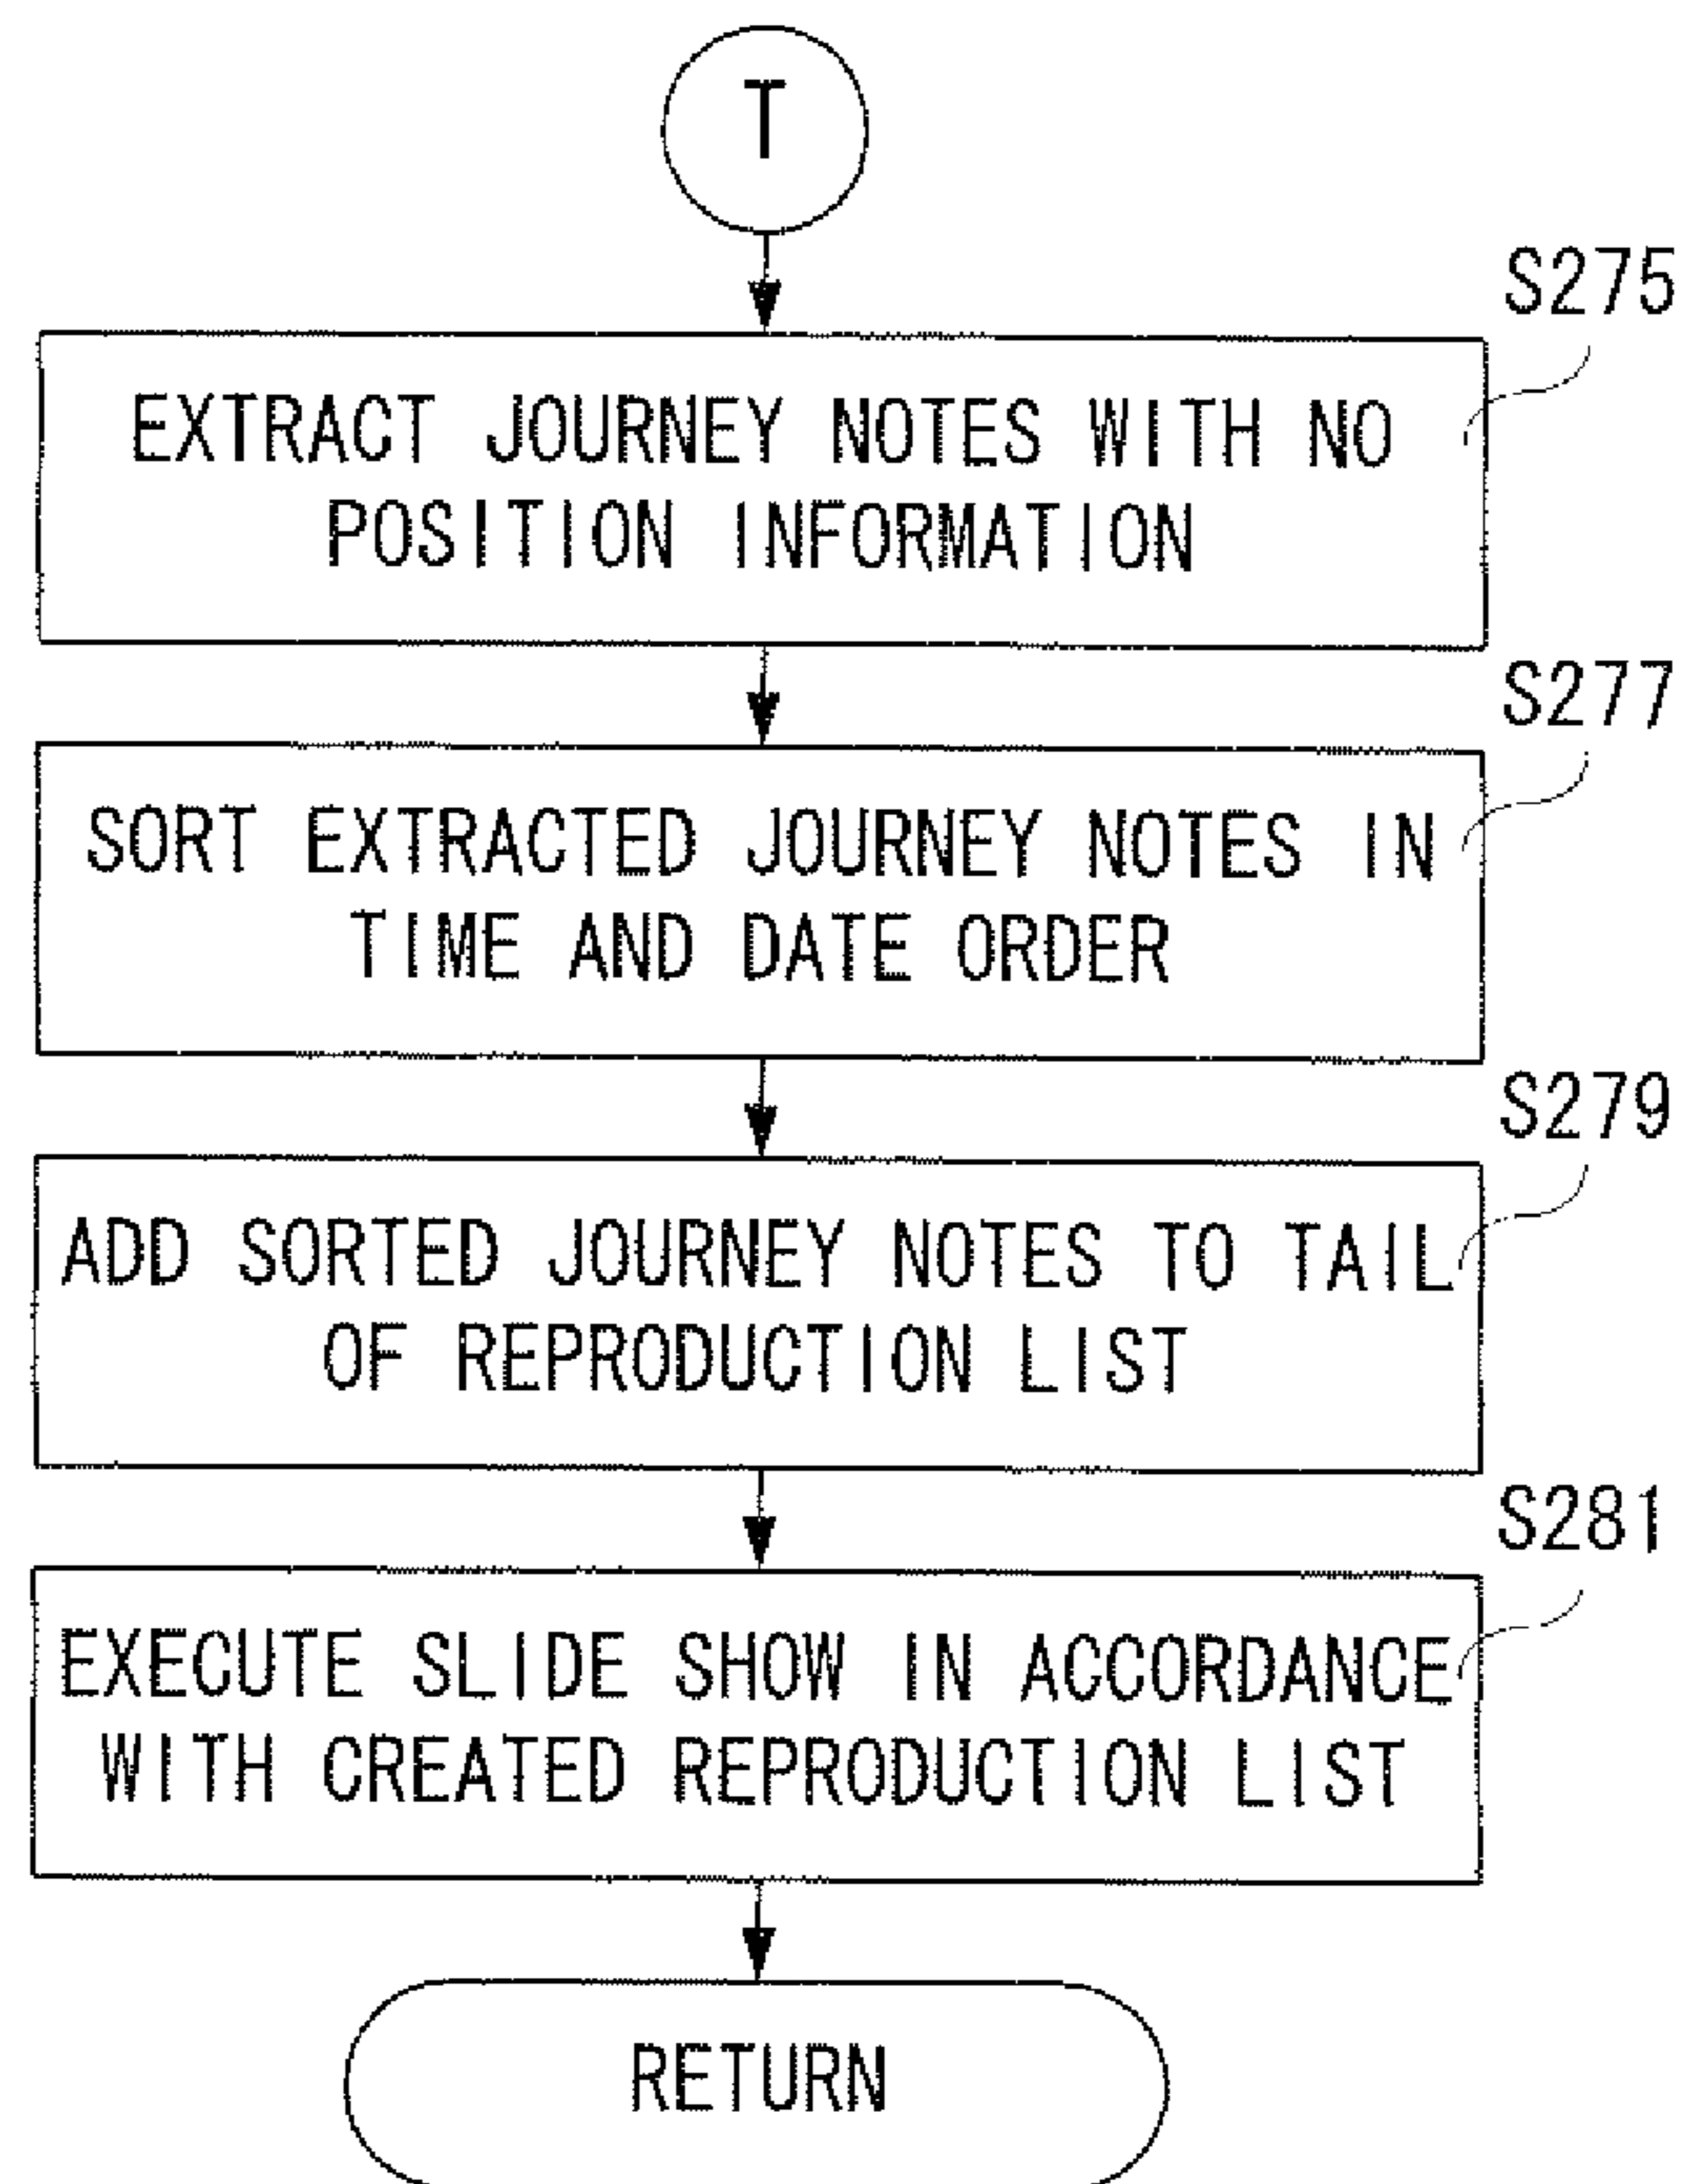 T
S275
EXTRACT JOURNEY NOTES WITH NO
POSITION INFORMATION
S277
SORT EXTRACTED JOURNEY NOTES IN
TIME AND DATE ORDER
S279
ADD SORTED JOURNEY NOTES TO TAIL
OF REPRODUCTION LIST
S281
EXECUTE SLIDE SHOW IN ACCORDANCE
WITH CREATED REPRODUCTION LIST
RETURN